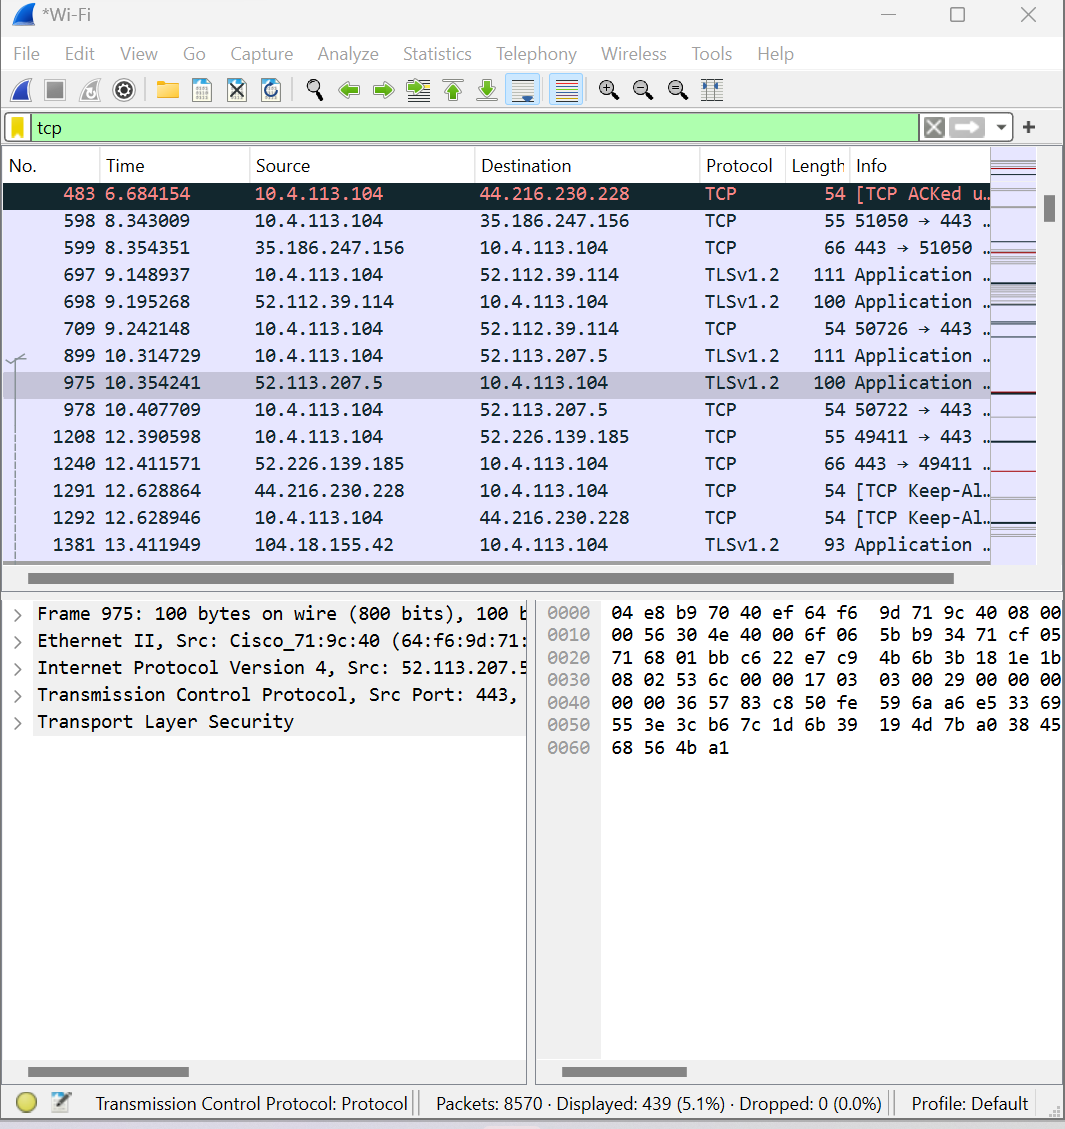 *Wi-Fi
File Edit View Go Capture Analyze Statistics Telephony Wireless Tools Help
tcp
No. Time Source Destination Protocol Length Info
483 6.684154 10.4.113.104 44.216.230.228 TCP 54 [TCP ACKed u…
598 8.343009 10.4.113.104 35.186.247.156 TCP 55 51050 → 443 …
599 8.354351 35.186.247.156 10.4.113.104 TCP 66 443 → 51050 …
697 9.148937 10.4.113.104 52.112.39.114 TLSv1.2 111 Application …
698 9.195268 52.112.39.114 10.4.113.104 TLSv1.2 100 Application …
709 9.242148 10.4.113.104 52.112.39.114 TCP 54 50726 → 443 …
899 10.314729 10.4.113.104 52.113.207.5 TLSv1.2 111 Application …
975 10.354241 52.113.207.5 10.4.113.104 TLSv1.2 100 Application …
978 10.407709 10.4.113.104 52.113.207.5 TCP 54 50722 → 443 …
1208 12.390598 10.4.113.104 52.226.139.185 TCP 55 49411 → 443 …
1240 12.411571 52.226.139.185 10.4.113.104 TCP 66 443 → 49411 …
1291 12.628864 44.216.230.228 10.4.113.104 TCP 54 [TCP Keep-Al…
1292 12.628946 10.4.113.104 44.216.230.228 TCP 54 [TCP Keep-Al…
1381 13.411949 104.18.155.42 10.4.113.104 TLSv1.2 93 Application …
Frame 975: 100 bytes on wire (800 bits), 100 b
Ethernet II, Src: Cisco_71:9c:40 (64:f6:9d:71:
Internet Protocol Version 4, Src: 52.113.207.5
Transmission Control Protocol, Src Port: 443,
Transport Layer Security
0000 04 e8 b9 70 40 ef 64 f6 9d 71 9c 40 08 00
0010 00 56 30 4e 40 00 6f 06 5b b9 34 71 cf 05
0020 71 68 01 bb c6 22 e7 c9 4b 6b 3b 18 1e 1b
0030 08 02 53 6c 00 00 17 03 03 00 29 00 00 00
0040 00 00 36 57 83 c8 50 fe 59 6a a6 e5 33 69
0050 55 3e 3c b6 7c 1d 6b 39 19 4d 7b a0 38 45
0060 68 56 4b a1
Transmission Control Protocol: Protocol Packets: 8570 · Displayed: 439 (5.1%) · Dropped: 0 (0.0%) Profile: Default